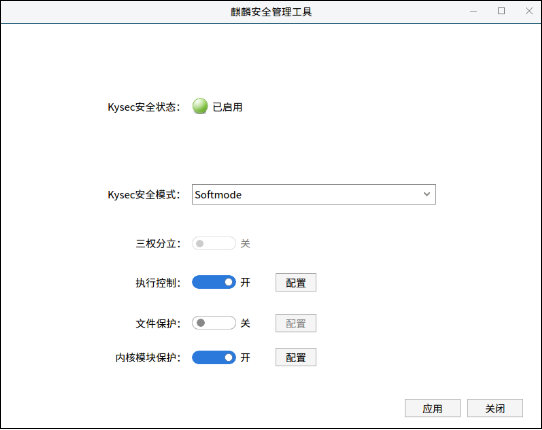 麒麟安全管理工具
Kysec安全状态： 已启用
Kysec安全模式： Softmode
三权分立： 关
执行控制： 开 配置
文件保护： 关 配置
内核模块保护： 开 配置
应用 关闭